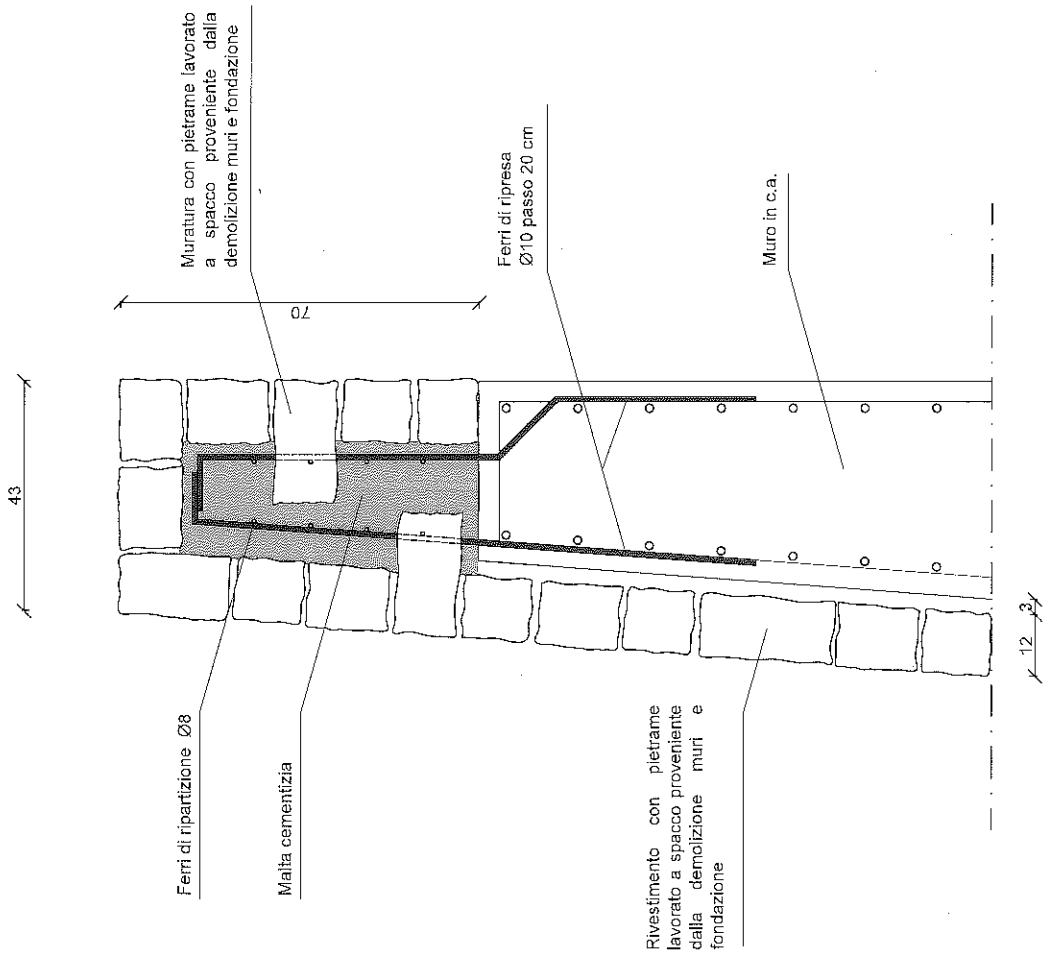 43
70
Muratura con pietrame lavorato
a spacco proveniente dalla
demolizione muri e fondazione
Ferri di ripresa
Ø10 passo 20 cm
Muro in c.a.
Ferri di ripartizione Ø8
Malta cementizia
Rivestimento con pietrame
lavorato a spacco proveniente
dalla demolizione muri e
fondazione
12 3